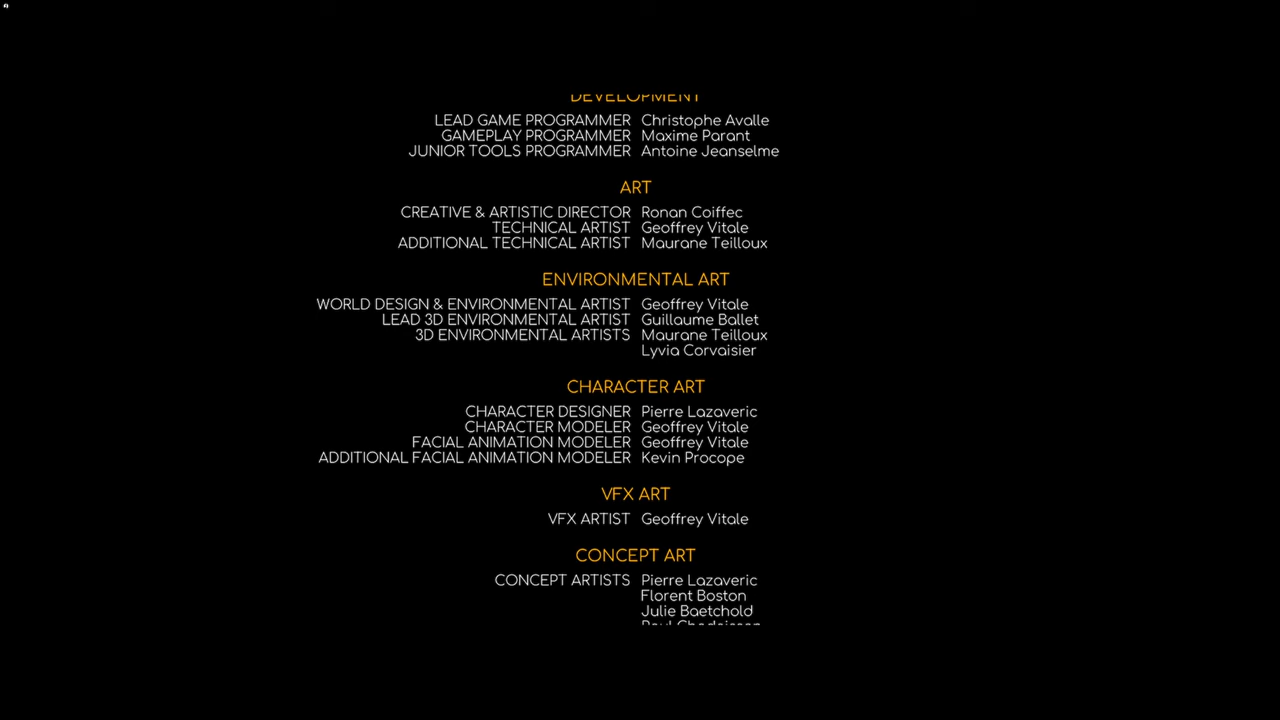 DEVELOPMENT
LEAD GAME PROGRAMMER Christophe Avalle
GAMEPLAY PROGRAMMER Maxime Parant
JUNIOR TOOLS PROGRAMMER Antoine Jeanselme
ART
CREATIVE & ARTISTIC DIRECTOR Ronan Coiffec
TECHNICAL ARTIST Geoffrey Vitale
ADDITIONAL TECHNICAL ARTIST Maurane Teilloux
ENVIRONMENTAL ART
WORLD DESIGN & ENVIRONMENTAL ARTIST Geoffrey Vitale
LEAD 3D ENVIRONMENTAL ARTIST Guillaume Ballet
3D ENVIRONMENTAL ARTISTS Maurane Teilloux
Lyvia Corvaisier
CHARACTER ART
CHARACTER DESIGNER Pierre Lazaveric
CHARACTER MODELER Geoffrey Vitale
FACIAL ANIMATION MODELER Geoffrey Vitale
ADDITIONAL FACIAL ANIMATION MODELER Kevin Procope
VFX ART
VFX ARTIST Geoffrey Vitale
CONCEPT ART
CONCEPT ARTISTS Pierre Lazaveric
Florent Boston
Julie Baetchold